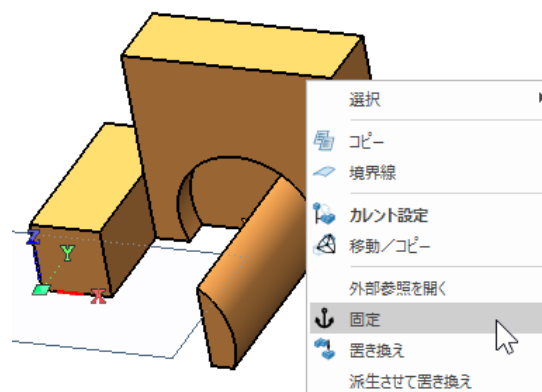 選択
コピー
境界線
カレント設定
移動／コピー
外部参照を開く
固定
置き換え
派生させて置き換え
Z
Y
X